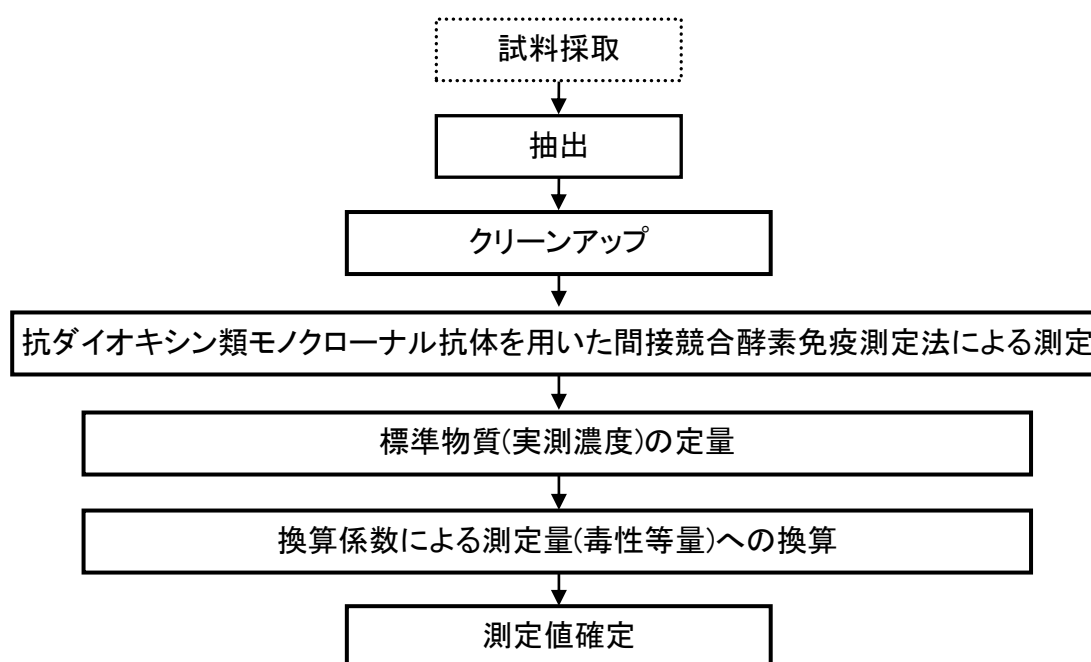 試料採取
抽出
クリーンアップ
抗ダイオキシン類モノクローナル抗体を用いた間接競合酵素免疫測定法による測定
標準物質(実測濃度)の定量
換算係数による測定量(毒性等量)への換算
測定値確定